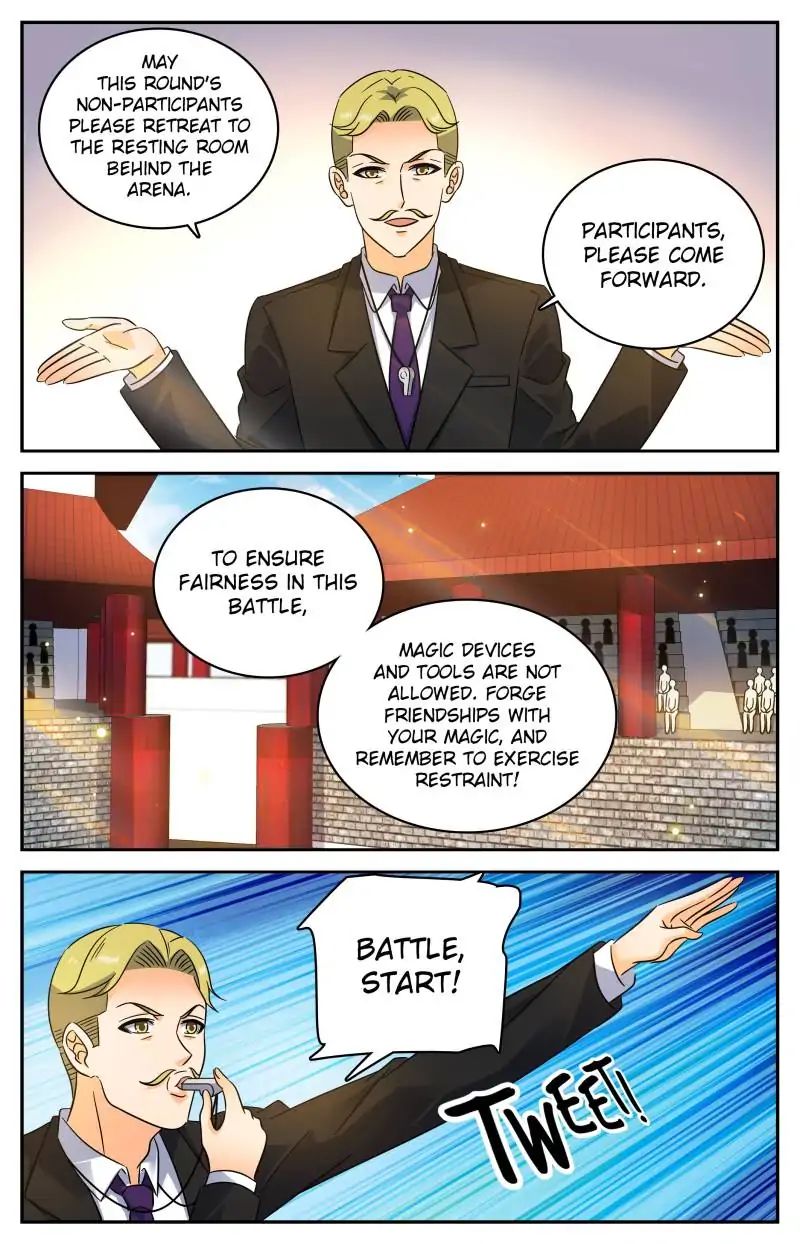 MAY
THIS ROUND'S
NON-PARTICIPANTS
PLEASE RETREAT TO
THE RESTING ROOM
BEHIND THE
ARENA.
PARTICIPANTS,
PLEASE COME
FORWARD.
TO ENSURE
FAIRNESS IN THIS
BATTLE,
MAGIC DEVICES
AND TOOLS ARE NOT
ALLOWED. FORGE
FRIENDSHIPS WITH
YOUR MAGIC, AND
REMEMBER TO EXERCISE
RESTRAINT!
BATTLE,
START!
TWEET!